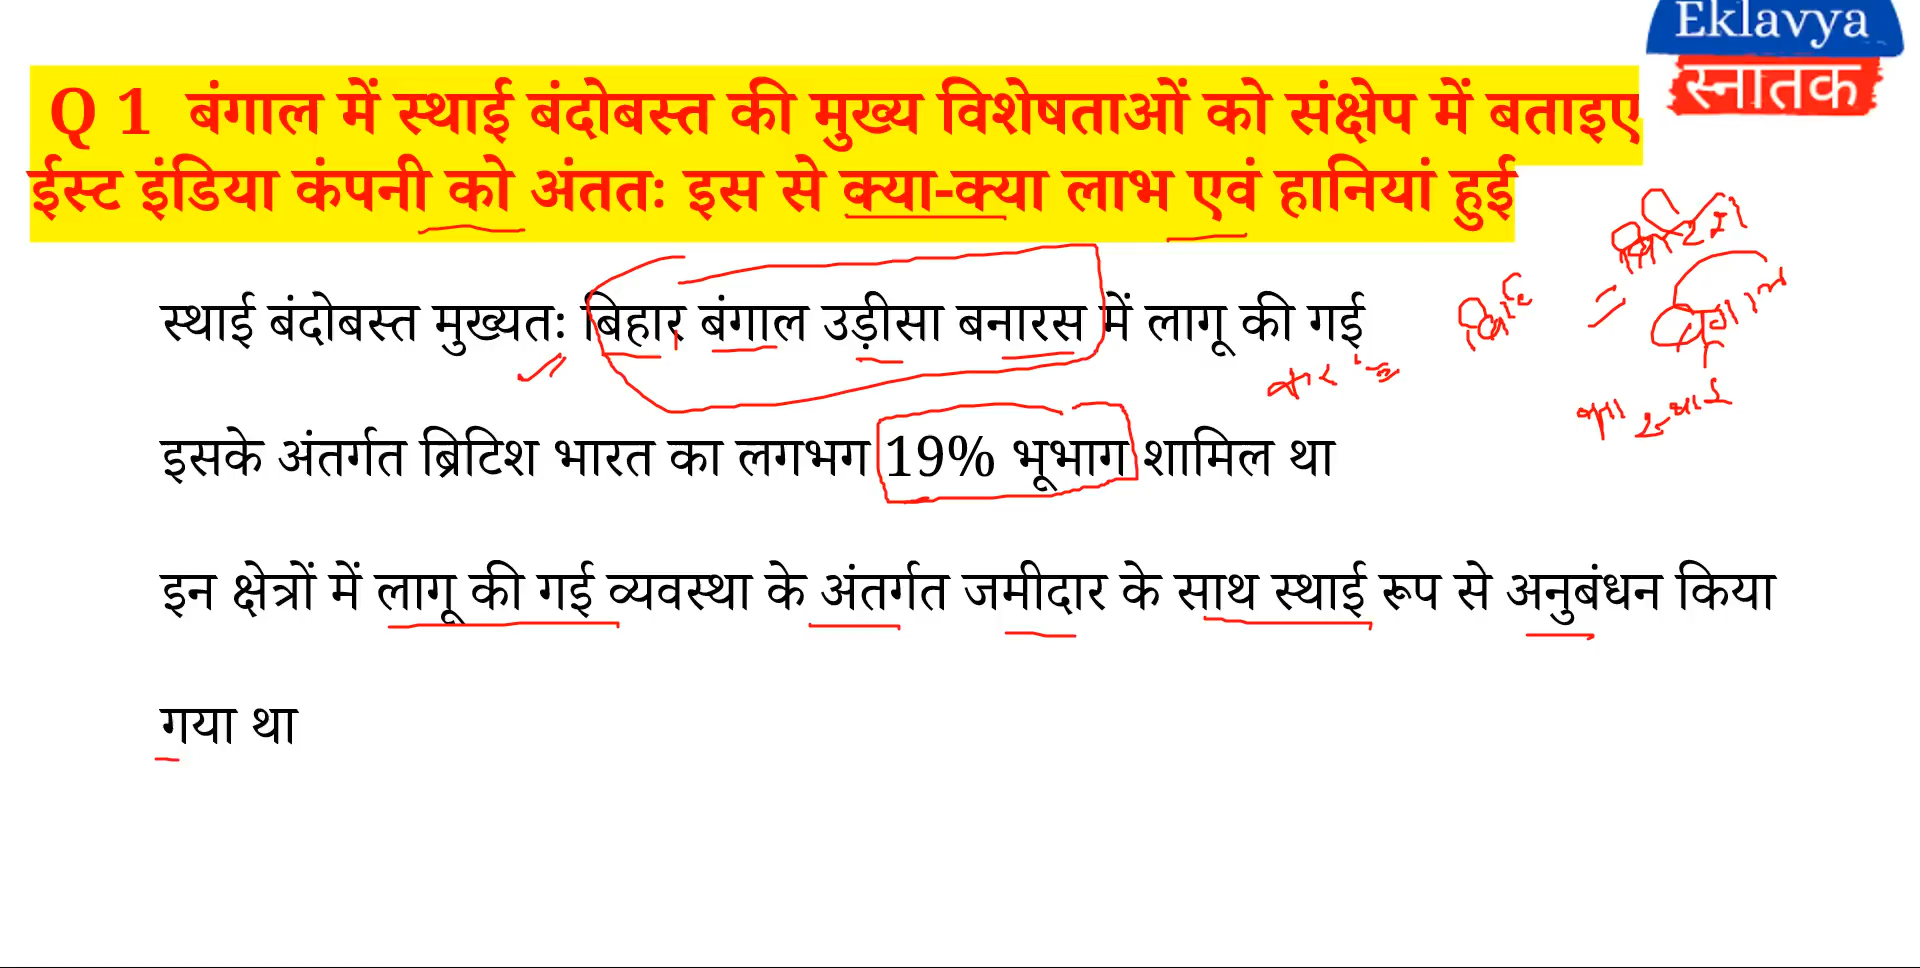 Eklavya
स्नातक
Q 1 बंगाल में स्थाई बंदोबस्त की मुख्य विशेषताओं को संक्षेप में बताइए
ईस्ट इंडिया कंपनी को अंततः इस से क्या-क्या लाभ एवं हानियां हुई
स्थाई बंदोबस्त मुख्यतः बिहार बंगाल उड़ीसा बनारस में लागू की गई
इसके अंतर्गत ब्रिटिश भारत का लगभग 19% भूभाग शामिल था
इन क्षेत्रों में लागू की गई व्यवस्था के अंतर्गत जमीदार के साथ स्थाई रूप से अनुबंधन किया
गया था